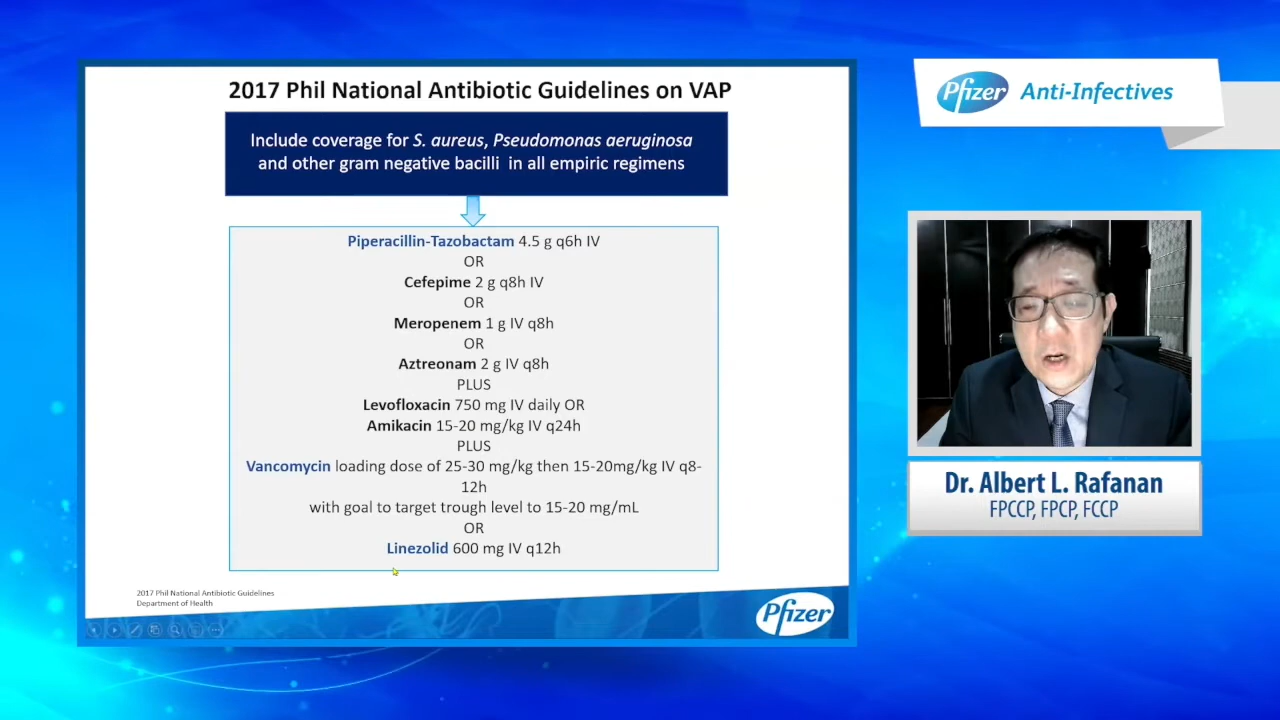 2017 Phil National Antibiotic Guidelines on VAP
Include coverage for S. aureus, Pseudomonas aeruginosa
and other gram negative bacilli in all empiric regimens
Piperacillin-Tazobactam 4.5 g q6h IV
OR
Cefepime 2 g q8h IV
OR
Meropenem 1 g IV q8h
OR
Aztreonam 2 g IV q8h
PLUS
Levofloxacin 750 mg IV daily OR
Amikacin 15-20 mg/kg IV q24h
PLUS
Vancomycin loading dose of 25-30 mg/kg then 15-20mg/kg IV q8-
12h
with goal to target trough level to 15-20 mg/mL
OR
Linezolid 600 mg IV q12h
2017 Phil National Antibiotic Guidelines
Department of Health
Pfizer
Pfizer Anti-Infectives
Dr. Albert L. Rafanan
FPCCP, FPCP, FCCP